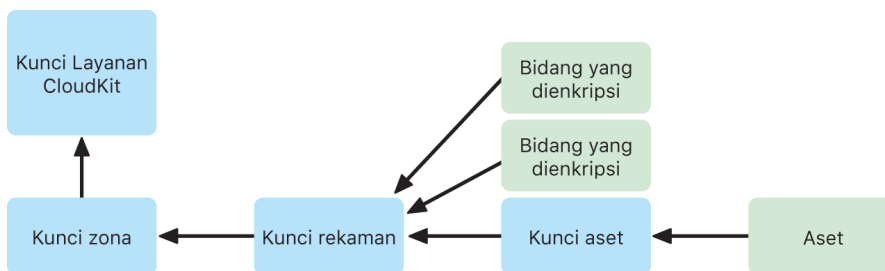 Kunci Layanan
CloudKit
Bidang yang
dienkripsi
Bidang yang
dienkripsi
Kunci zona
Kunci rekaman
Kunci aset
Aset